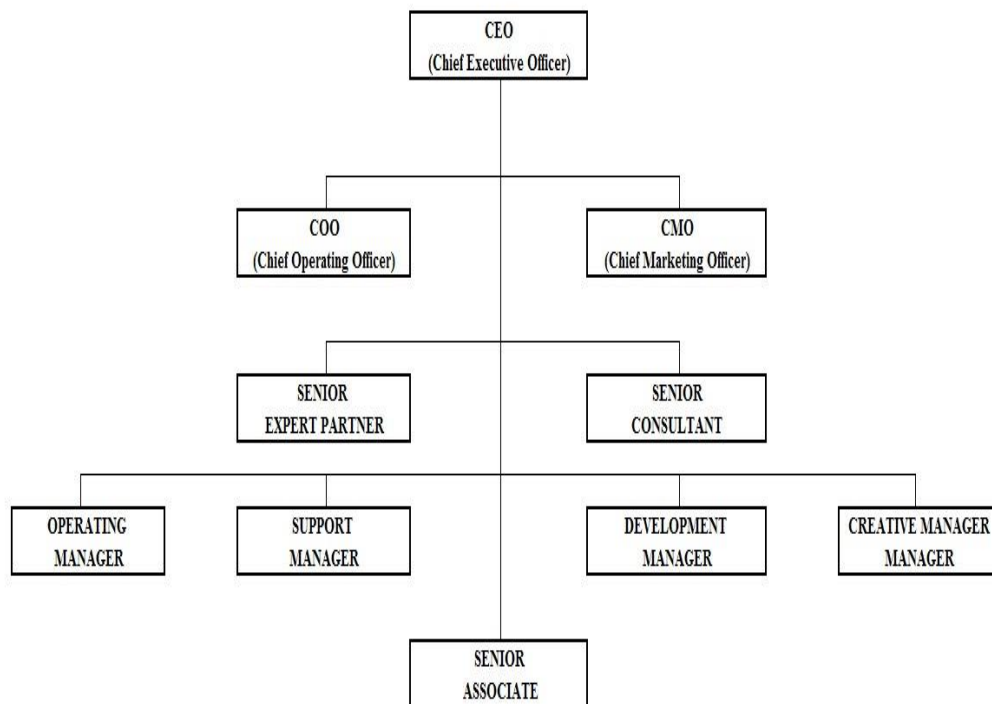 CEO
(Chief Executive Officer)
COO
(Chief Operating Officer)
CMO
(Chief Marketing Officer)
SENIOR
EXPERT PARTNER
SENIOR
CONSULTANT
OPERATING
MANAGER
SUPPORT
MANAGER
DEVELOPMENT
MANAGER
CREATIVE MANAGER
MANAGER
SENIOR
ASSOCIATE